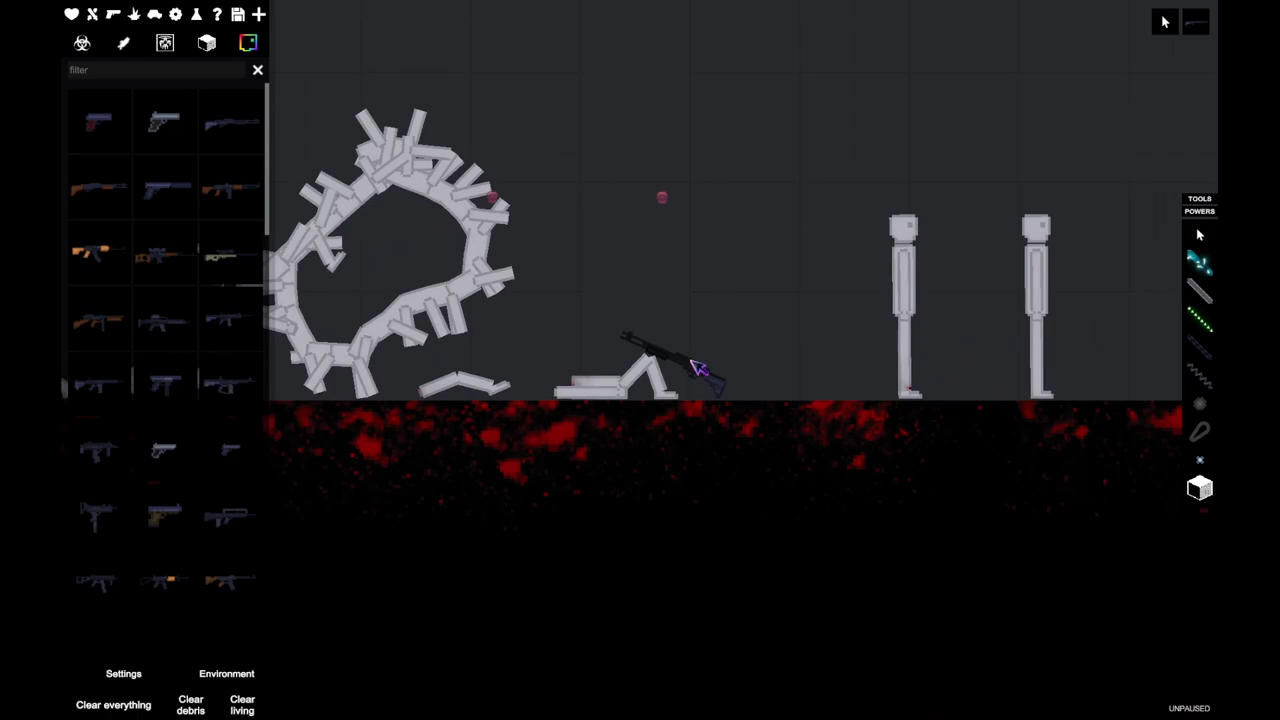 filter
TOOLS
POWERS
Settings
Environment
Clear everything
Clear debris
Clear living
UNPAUSED